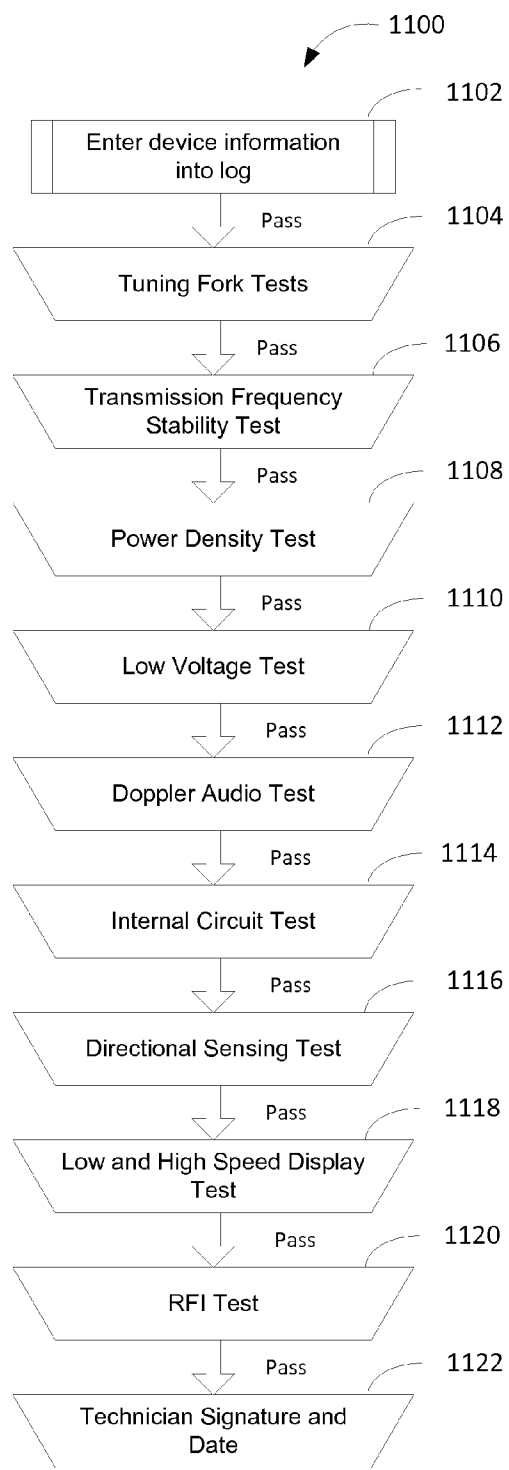 1100
1102
Enter device information
into log
Pass
1104
Tuning Fork Tests
Pass
1106
Transmission Frequency
Stability Test
Pass
1108
Power Density Test
Pass
1110
Low Voltage Test
Pass
1112
Doppler Audio Test
Pass
1114
Internal Circuit Test
Pass
1116
Directional Sensing Test
Pass
1118
Low and High Speed Display
Test
Pass
1120
RFI Test
Pass
1122
Technician Signature and
Date